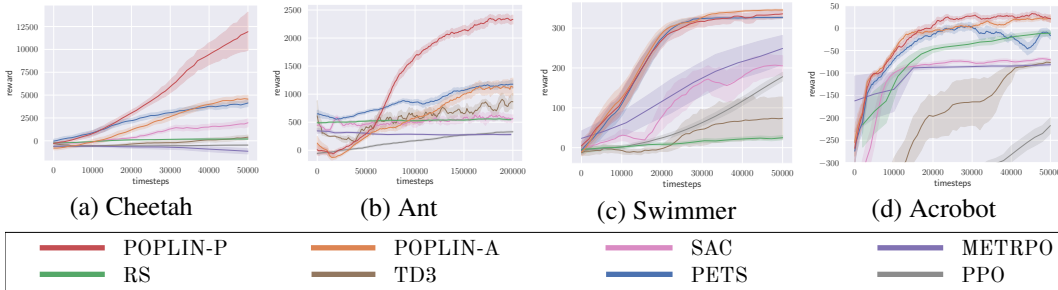 12500
10000
7500
5000
2500
0
reward
0 10000 20000 30000 40000 50000
timesteps
(a) Cheetah
2500
2000
1500
1000
500
0
reward
0 50000 100000 150000 200000
timesteps
(b) Ant
300
200
100
0
reward
0 10000 20000 30000 40000 50000
timesteps
(c) Swimmer
50
0
−50
−100
−150
−200
−250
−300
reward
0 10000 20000 30000 40000 50000
timesteps
(d) Acrobot
POPLIN-P POPLIN-A SAC METRPO
RS TD3 PETS PPO